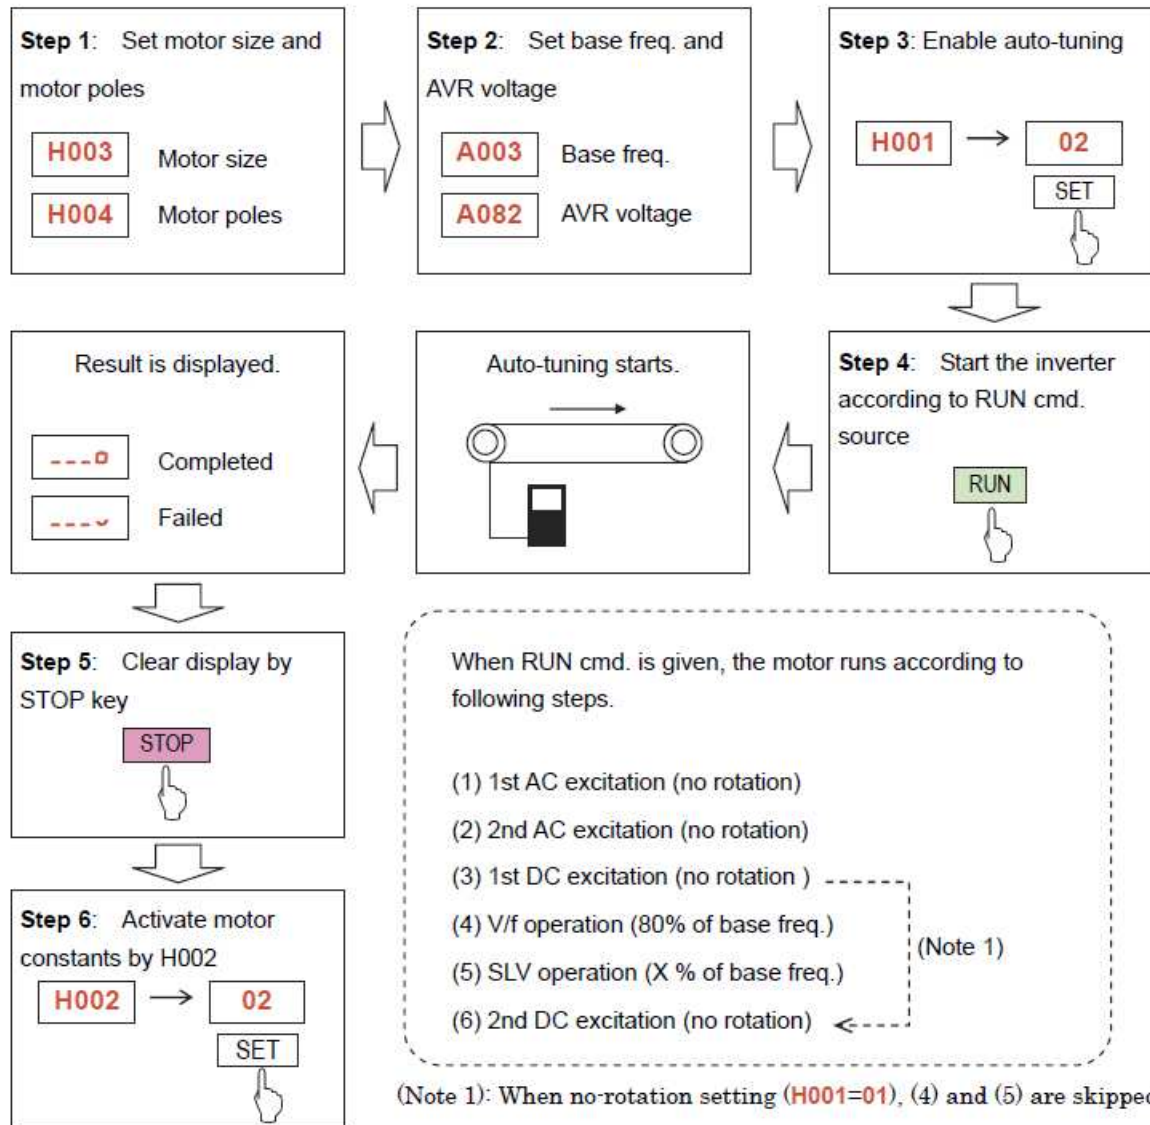 Step 1: Set motor size and
motor poles
H003 Motor size
H004 Motor poles
Step 2: Set base freq. and
AVR voltage
A003 Base freq.
A082 AVR voltage
Step 3: Enable auto-tuning
H001 → 02
SET
Step 4: Start the inverter
according to RUN cmd.
source
RUN
Auto-tuning starts.
Result is displayed.
Completed
Failed
Step 5: Clear display by
STOP key
STOP
Step 6: Activate motor
constants by H002
H002 → 02
SET
When RUN cmd. is given, the motor runs according to
following steps.
(1) 1st AC excitation (no rotation)
(2) 2nd AC excitation (no rotation)
(3) 1st DC excitation (no rotation )
(4) V/f operation (80% of base freq.)
(5) SLV operation (X % of base freq.)
(6) 2nd DC excitation (no rotation)
(Note 1)
(Note 1): When no-rotation setting (H001=01), (4) and (5) are skipped